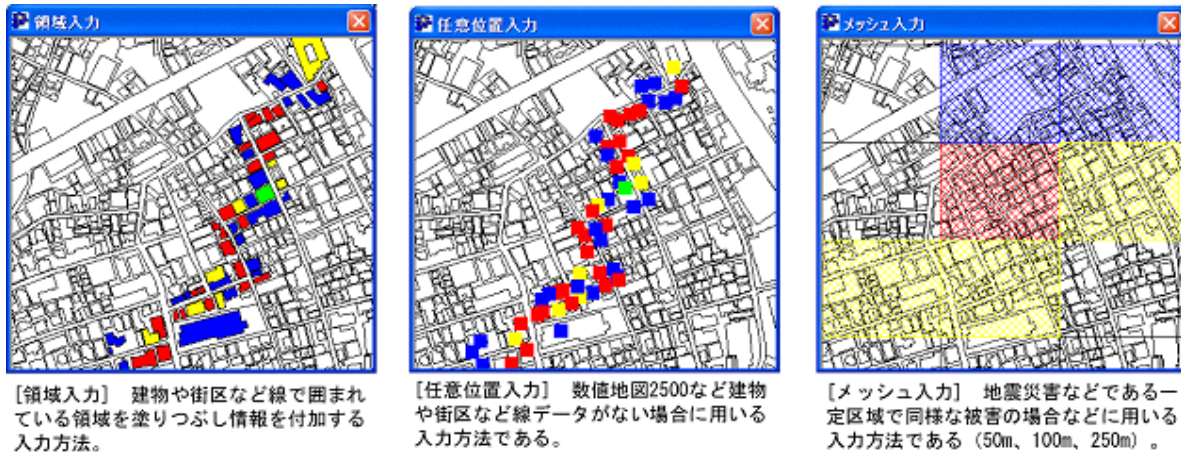 領域入力
任意位置入力
メッシュ入力
[領域入力] 建物や街区など線で囲まれ
ている領域を塗りつぶし情報を付加する
入力方法。
[任意位置入力] 数値地図2500など建物
や街区など線データがない場合に用いる
入力方法である。
[メッシュ入力] 地震災害などである一
定区域で同様な被害の場合などに用いる
入力方法である（50m、100m、250m）。